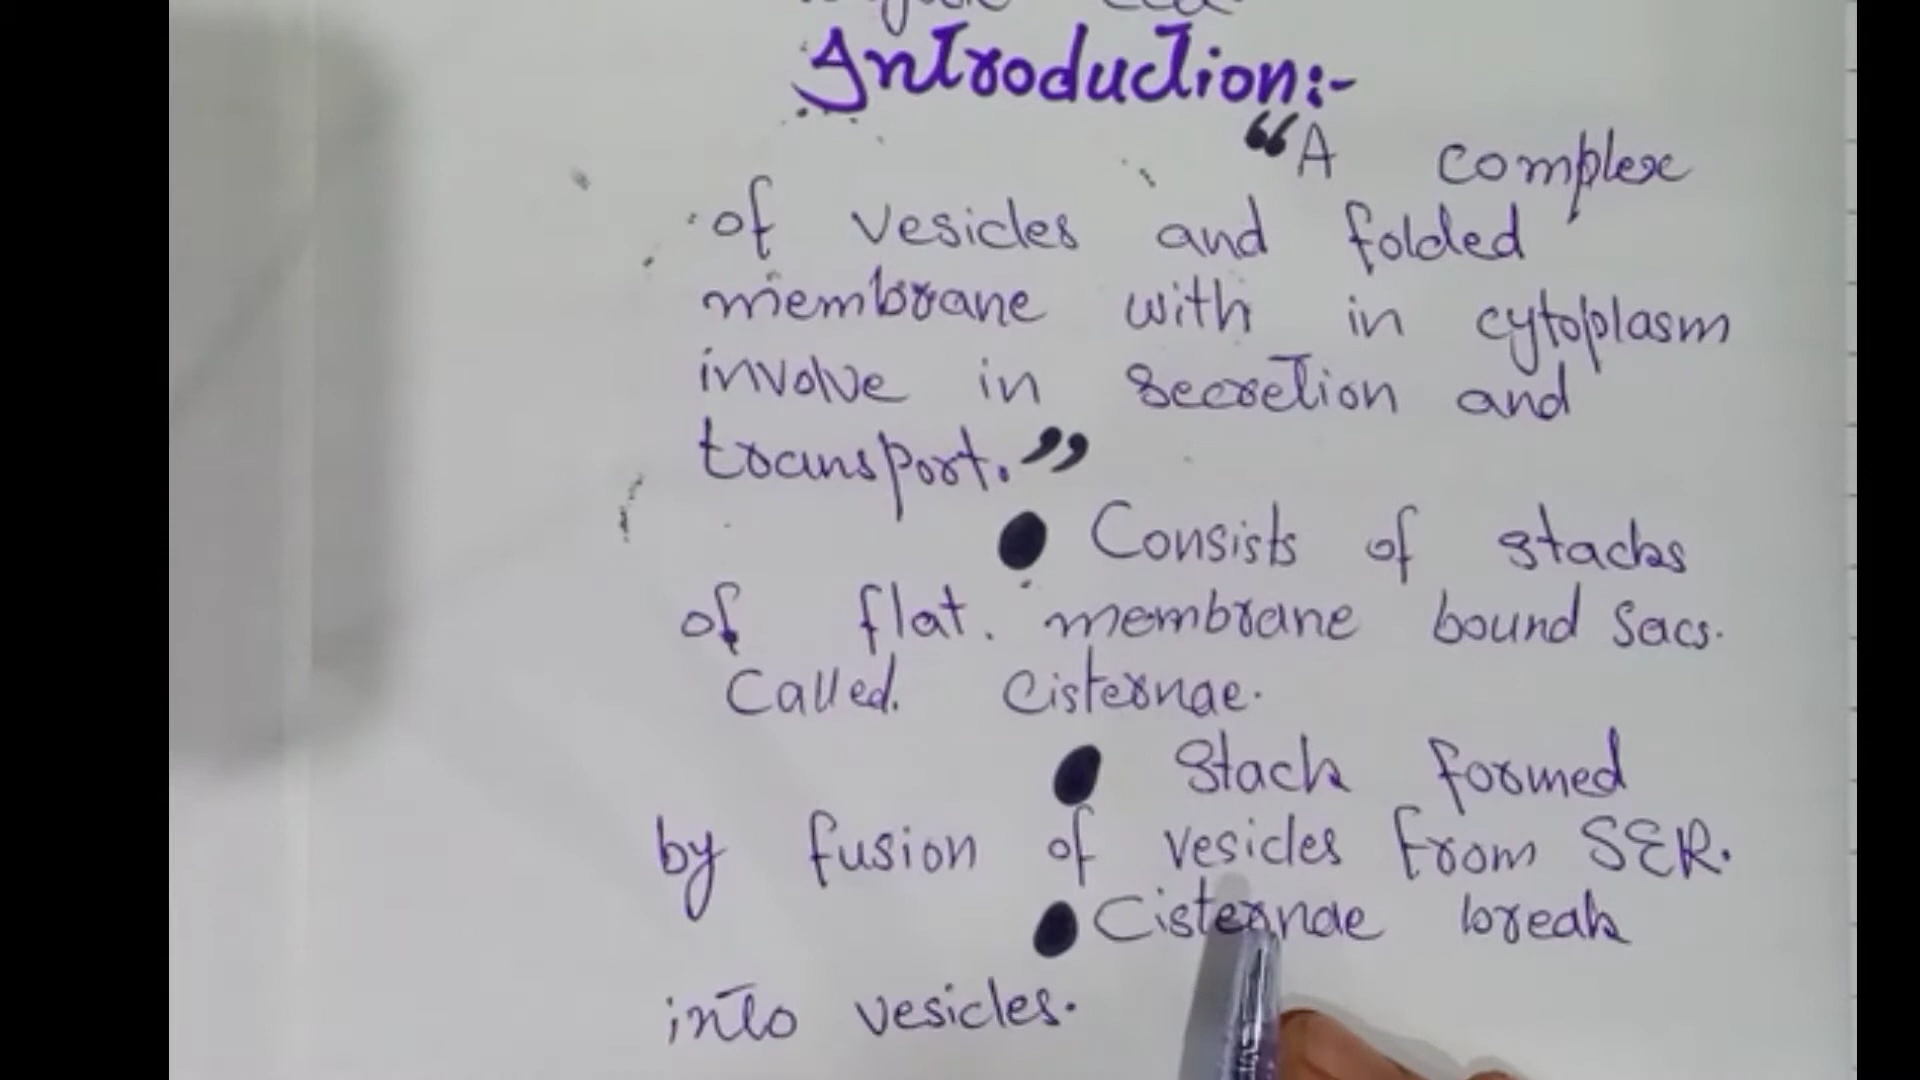 Introduction:-
"A complex
of vesicles and folded
membrane with in cytoplasm
involve in secretion and
transport."
● Consists of stacks
of flat. membrane bound sacs.
Called. Cisternae.
● Stack formed
by fusion of vesicles from SER.
● Cisternae break
into vesicles.